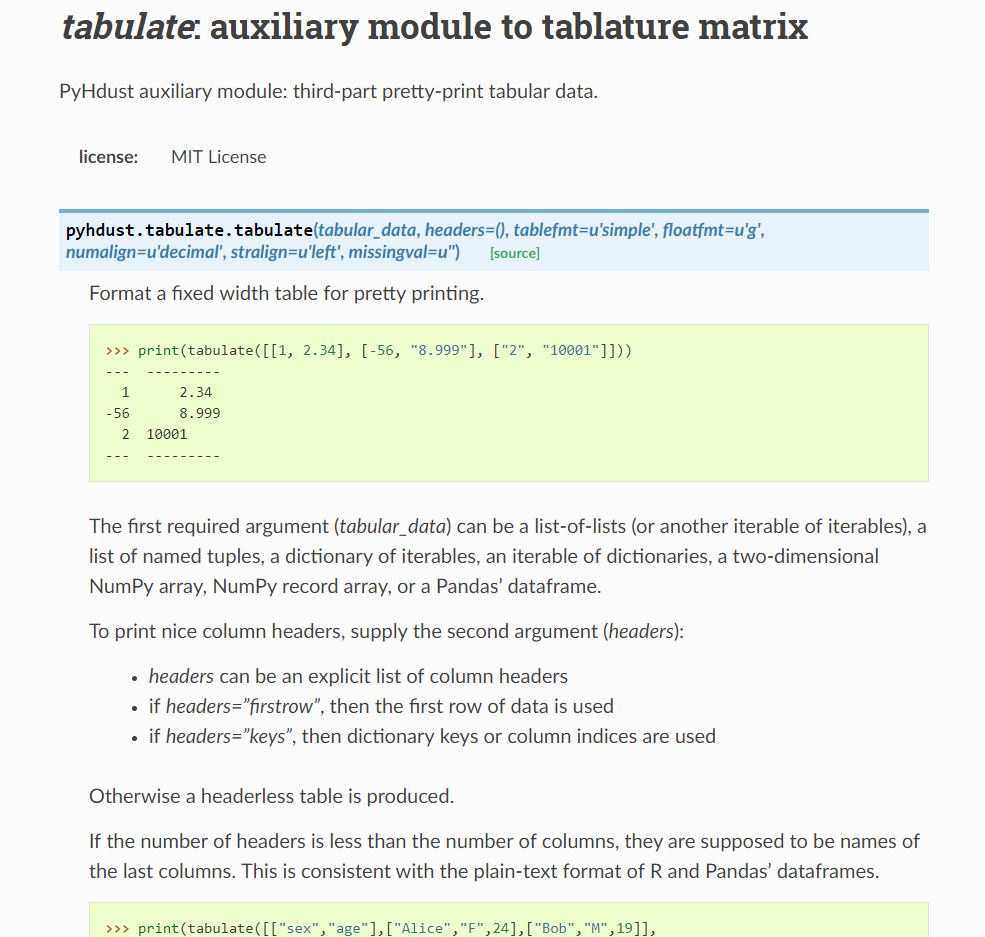 tabulate: auxiliary module to tablature matrix
PyHdust auxiliary module: third-part pretty-print tabular data.
license: MIT License
pyhdust.tabulate.tabulate(tabular_data, headers=(), tablefmt=u'simple', floatfmt=u'g',
numalign=u'decimal', stralign=u'left', missingval=u'') [source]
Format a fixed width table for pretty printing.
>>> print(tabulate([[1, 2.34], [-56, "8.999"], ["2", "10001"]]))
---  ---------
  1      2.34
-56      8.999
  2  10001
---  ---------
The first required argument (tabular_data) can be a list-of-lists (or another iterable of iterables), a
list of named tuples, a dictionary of iterables, an iterable of dictionaries, a two-dimensional
NumPy array, NumPy record array, or a Pandas’ dataframe.
To print nice column headers, supply the second argument (headers):
• headers can be an explicit list of column headers
• if headers=”firstrow”, then the first row of data is used
• if headers=”keys”, then dictionary keys or column indices are used
Otherwise a headerless table is produced.
If the number of headers is less than the number of columns, they are supposed to be names of
the last columns. This is consistent with the plain-text format of R and Pandas’ dataframes.
>>> print(tabulate([["sex","age"],["Alice","F",24],["Bob","M",19]],